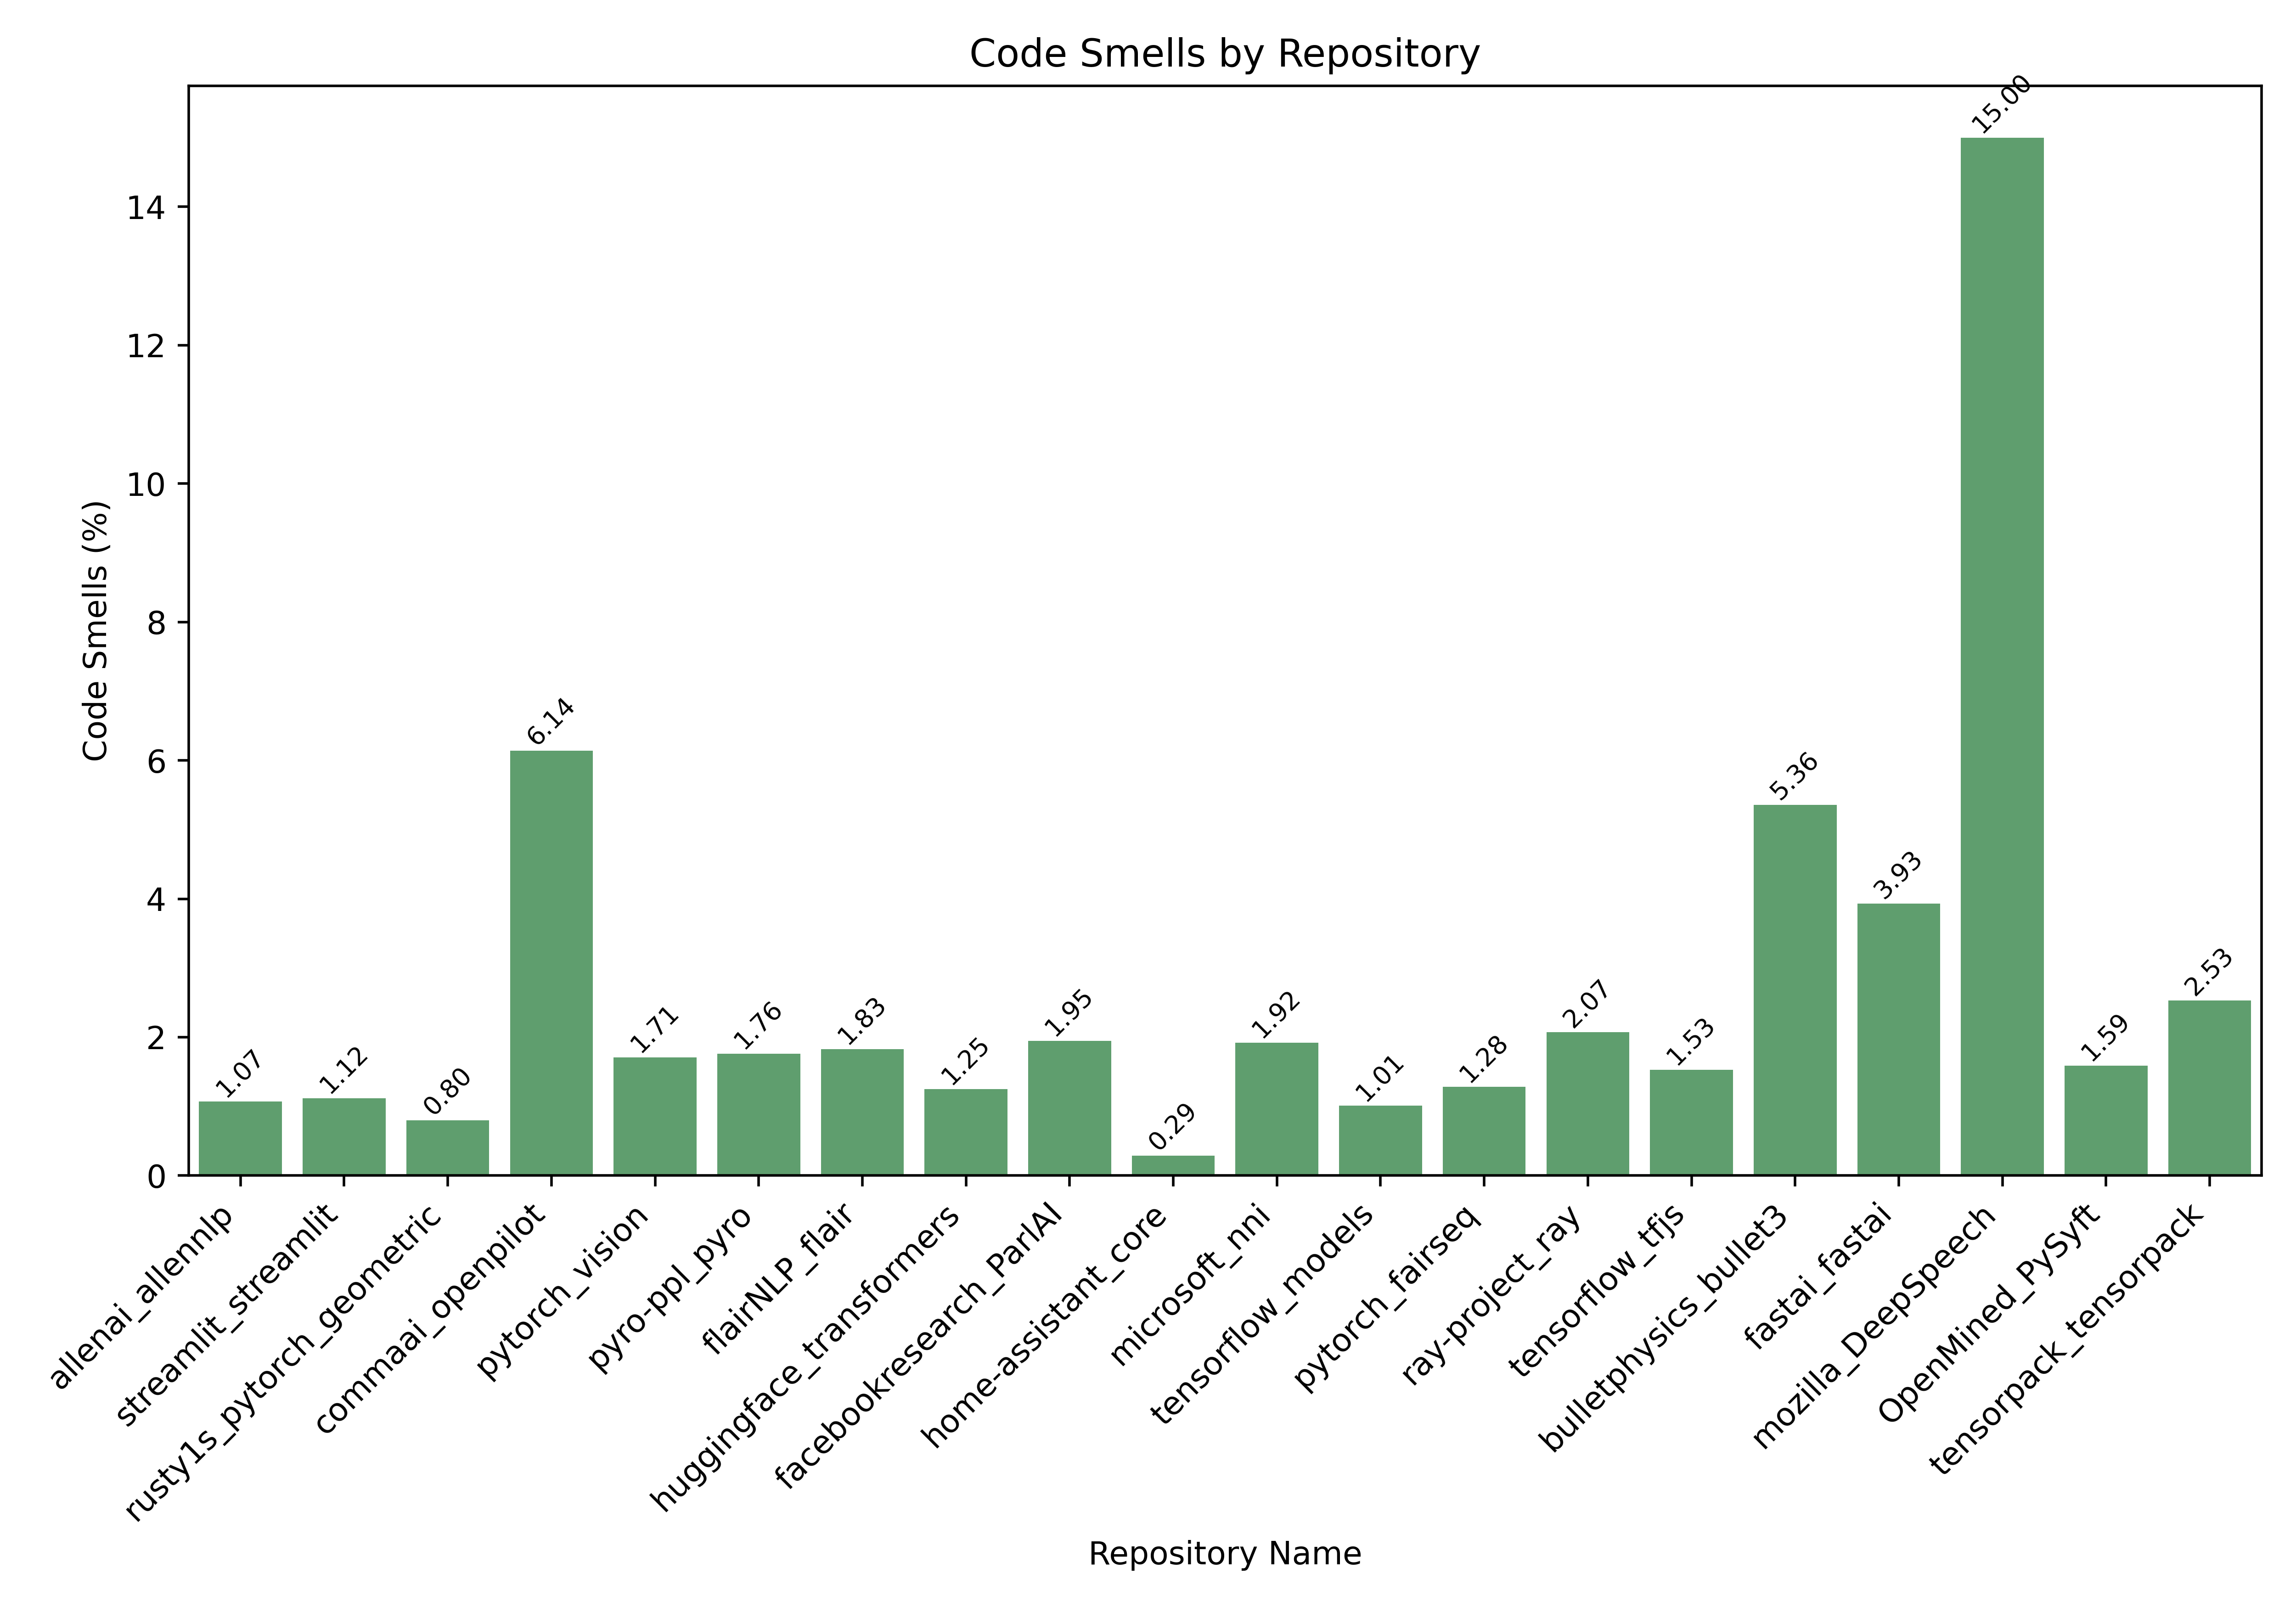 Code Smells by Repository
Code Smells (%)
14
12
10
8
6
4
2
0
1.07
1.12
0.80
6.14
1.71
1.76
1.83
1.25
1.95
0.29
1.92
1.01
1.28
2.07
1.53
5.36
3.93
15.00
1.59
2.53
allenai_allennlp
streamlit_streamlit
rusty1s_pytorch_geometric
commaai_openpilot
pytorch_vision
pyro-ppl_pyro
flairNLP_flair
huggingface_transformers
facebookresearch_ParlAI
home-assistant_core
microsoft_nni
tensorflow_models
pytorch_fairseq
ray-project_ray
tensorflow_tfjs
bulletphysics_bullet3
fastai_fastai
mozilla_DeepSpeech
OpenMined_PySyft
tensorpack_tensorpack
Repository Name